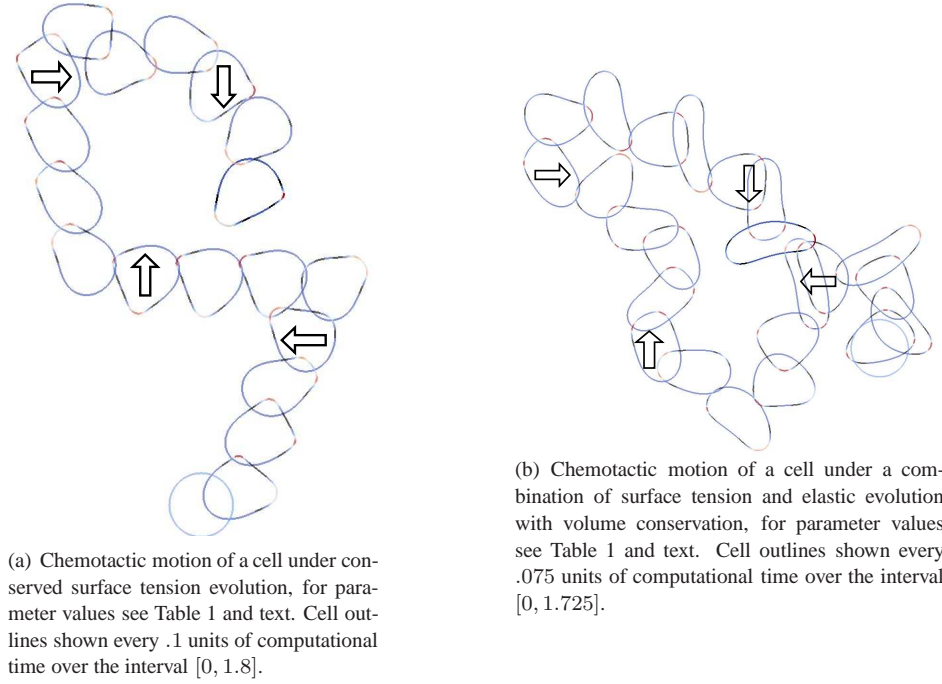 (a) Chemotactic motion of a cell under con-
served surface tension evolution, for para-
meter values see Table 1 and text. Cell out-
lines shown every .1 units of computational
time over the interval [0, 1.8].
(b) Chemotactic motion of a cell under a com-
bination of surface tension and elastic evolution
with volume conservation, for parameter values
see Table 1 and text. Cell outlines shown every
.075 units of computational time over the interval
[0, 1.725].